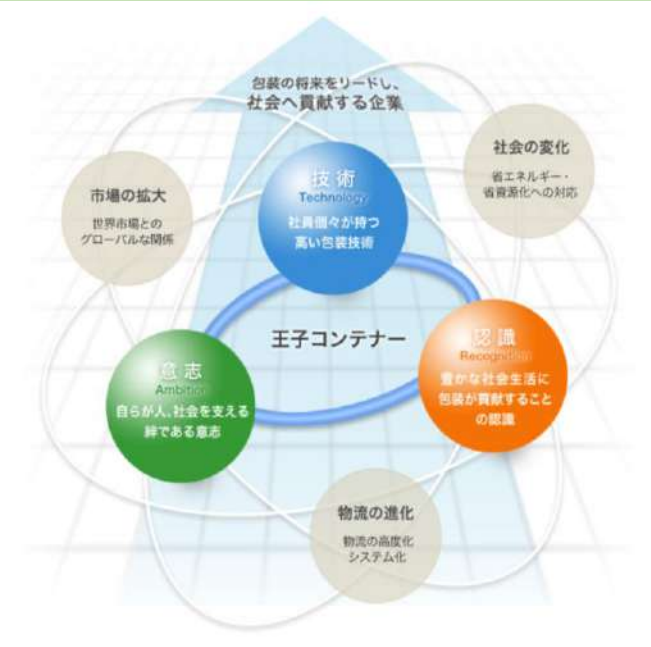 包装の将来をリードし、
社会へ貢献する企業
技術
Technology
社員個々が持つ
高い包装技術
社会の変化
省エネルギー・
省資源化への対応
市場の拡大
世界市場との
グローバルな関係
王子コンテナー
意志
Ambition
自らが人、社会を支える
絆である意志
認識
Recognition
豊かな社会生活に
包装が貢献すること
の認識
物流の進化
物流の高度化
システム化